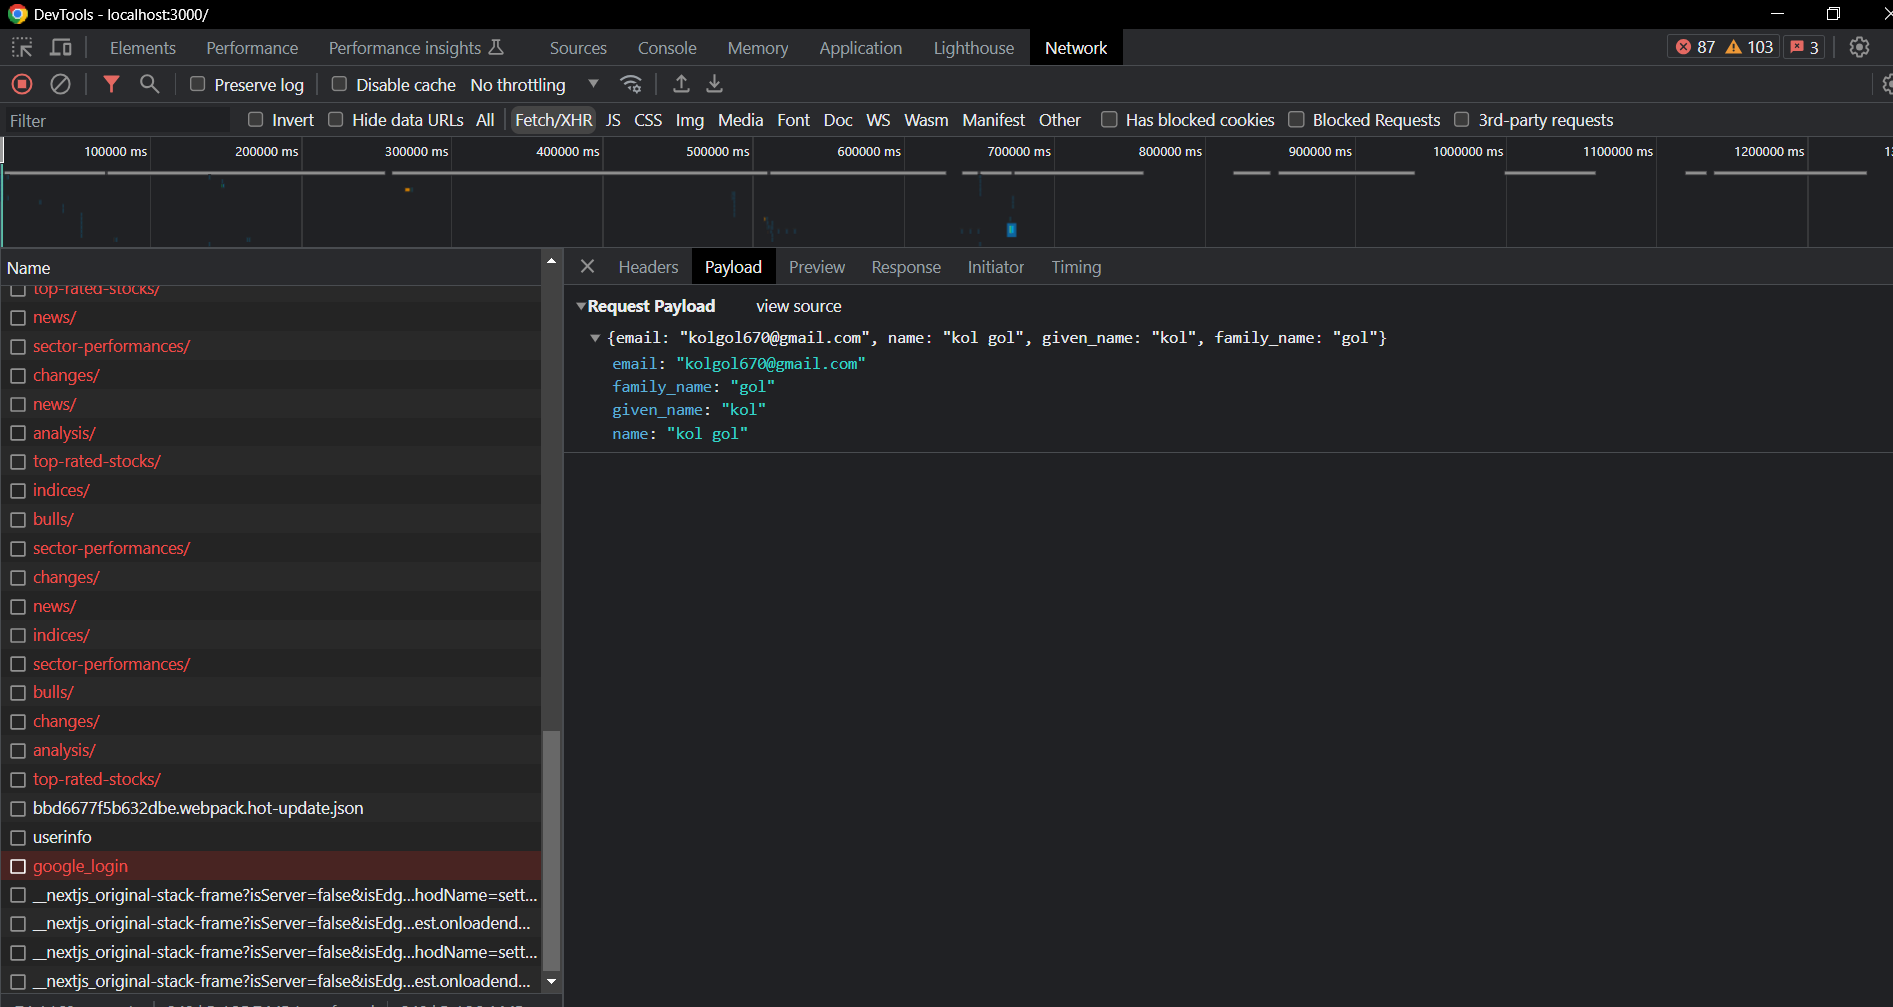 DevTools - localhost:3000/
Elements Performance Performance insights Sources Console Memory Application Lighthouse Network 87 103 3
Preserve log Disable cache No throttling
Filter Invert Hide data URLs All Fetch/XHR JS CSS Img Media Font Doc WS Wasm Manifest Other Has blocked cookies Blocked Requests 3rd-party requests
100000 ms 200000 ms 300000 ms 400000 ms 500000 ms 600000 ms 700000 ms 800000 ms 900000 ms 1000000 ms 1100000 ms 1200000 ms
Name
top-rated-stocks/
news/
sector-performances/
changes/
news/
analysis/
top-rated-stocks/
indices/
bulls/
sector-performances/
changes/
news/
indices/
sector-performances/
bulls/
changes/
analysis/
top-rated-stocks/
bbd6677f5b632dbe.webpack.hot-update.json
userinfo
google_login
__nextjs_original-stack-frame?isServer=false&isEdg...hodName=sett...
__nextjs_original-stack-frame?isServer=false&isEdg...est.onloadend...
__nextjs_original-stack-frame?isServer=false&isEdg...hodName=sett...
__nextjs_original-stack-frame?isServer=false&isEdg...est.onloadend...
Headers Payload Preview Response Initiator Timing
Request Payload view source
{email: "kolgol670@gmail.com", name: "kol gol", given_name: "kol", family_name: "gol"}
email: "kolgol670@gmail.com"
family_name: "gol"
given_name: "kol"
name: "kol gol"